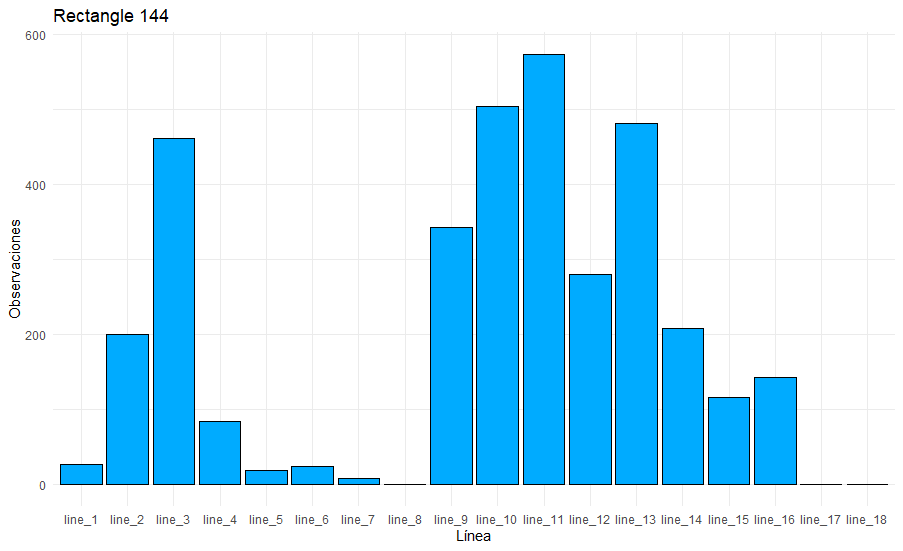 Rectangle 144
600
400
200
0
Observaciones
line_1 line_2 line_3 line_4 line_5 line_6 line_7 line_8 line_9 line_10 line_11 line_12 line_13 line_14 line_15 line_16 line_17 line_18
Línea